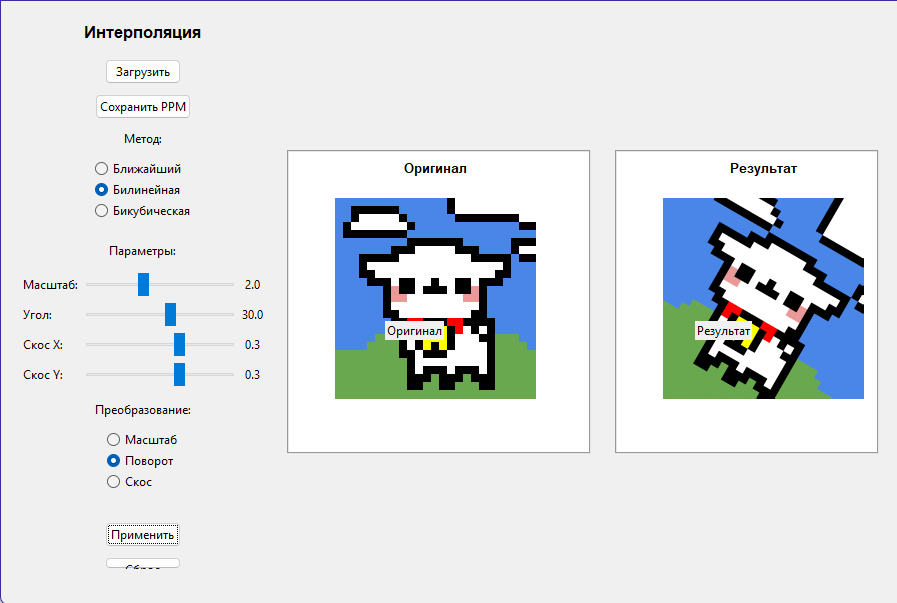 Интерполяция
Загрузить
Сохранить PPM
Метод:
Ближайший
Билинейная
Бикубическая
Параметры:
Масштаб: 2.0
Угол: 30.0
Скос X: 0.3
Скос Y: 0.3
Преобразование:
Масштаб
Поворот
Скос
Применить
Оригинал
Оригинал
Результат
Результат